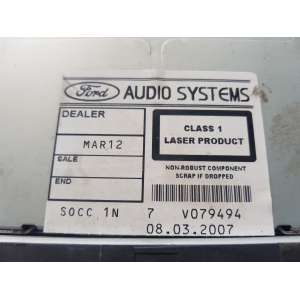 Ford AUDIO SYSTEMS
DEALER
MAR12
SALE
END
CLASS 1
LASER PRODUCT
NON-ROBUST COMPONENT
SCRAP IF DROPPED
SOCC 1N 7 V079494
08.03.2007